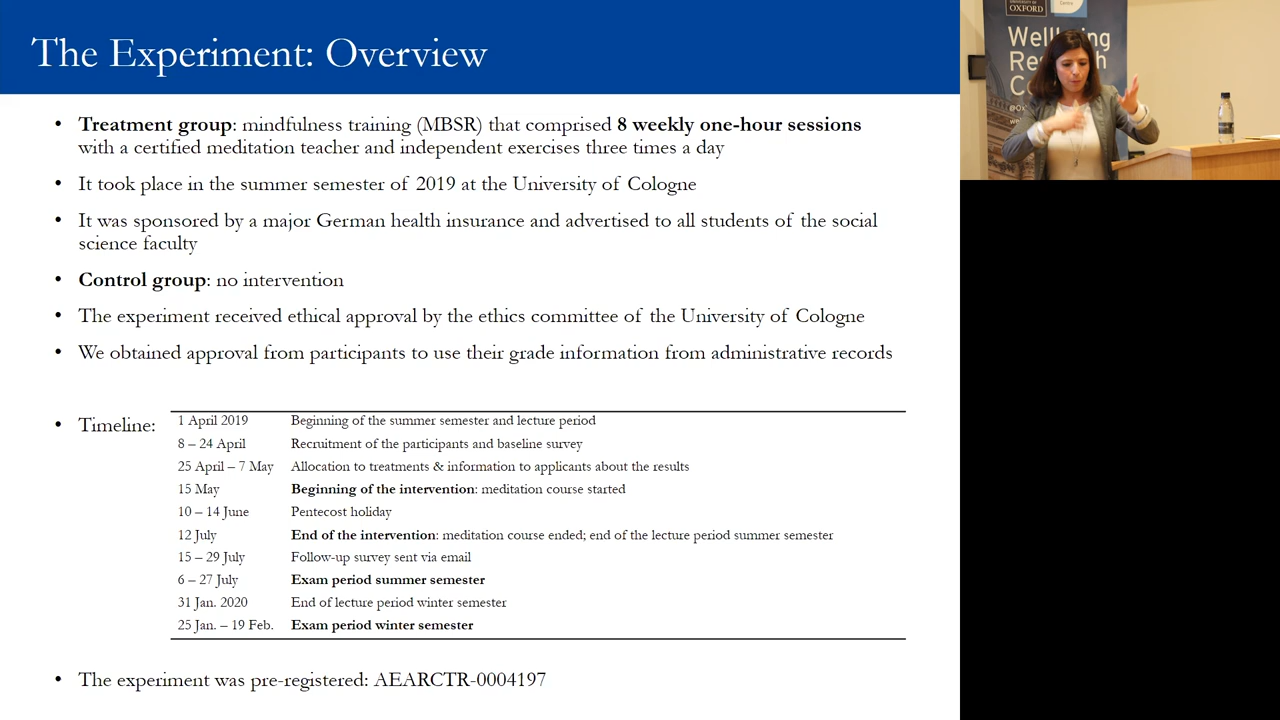 The Experiment: Overview
• Treatment group: mindfulness training (MBSR) that comprised 8 weekly one-hour sessions
with a certified meditation teacher and independent exercises three times a day
• It took place in the summer semester of 2019 at the University of Cologne
• It was sponsored by a major German health insurance and advertised to all students of the social
science faculty
• Control group: no intervention
• The experiment received ethical approval by the ethics committee of the University of Cologne
• We obtained approval from participants to use their grade information from administrative records
• Timeline:
1 April 2019 Beginning of the summer semester and lecture period
8 – 24 April Recruitment of the participants and baseline survey
25 April – 7 May Allocation to treatments & information to applicants about the results
15 May Beginning of the intervention: meditation course started
10 – 14 June Pentecost holiday
12 July End of the intervention: meditation course ended; end of the lecture period summer semester
15 – 29 July Follow-up survey sent via email
6 – 27 July Exam period summer semester
31 Jan. 2020 End of lecture period winter semester
25 Jan. – 19 Feb. Exam period winter semester
• The experiment was pre-registered: AEARCTR-0004197
OXFORD
Centre
Wellbeing
Re
C